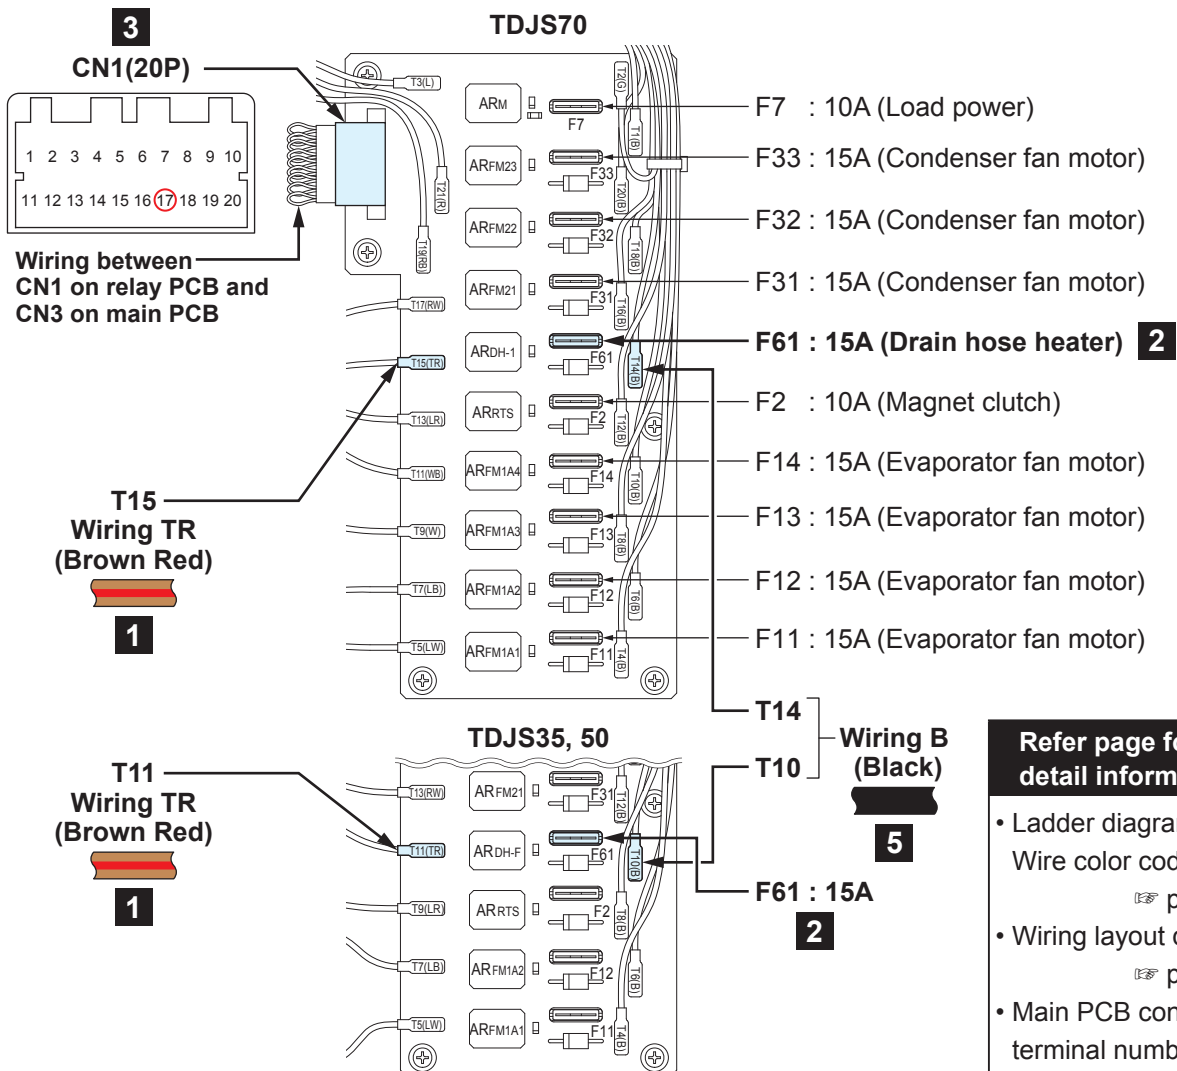 TDJS70
3
CN1(20P)
1 2 3 4 5 6 7 8 9 10
11 12 13 14 15 16 17 18 19 20
Wiring between
CN1 on relay PCB and
CN3 on main PCB
T3(L)
T21(R)
T19(RB)
T17(RW)
T15(TR)
T13(LR)
T11(WB)
T9(W)
T7(LB)
T5(LW)
ARM
ARFM23
ARFM22
ARFM21
ARDH-1
ARRTS
ARFM1A4
ARFM1A3
ARFM1A2
ARFM1A1
F7
F33
F32
F31
F61
F2
F14
F13
F12
F11
T2(G)
T1(B)
T20(B)
T18(B)
T16(B)
T14(B)
T12(B)
T10(B)
T8(B)
T6(B)
T4(B)
F7 : 10A (Load power)
F33 : 15A (Condenser fan motor)
F32 : 15A (Condenser fan motor)
F31 : 15A (Condenser fan motor)
F61 : 15A (Drain hose heater) 2
F2 : 10A (Magnet clutch)
F14 : 15A (Evaporator fan motor)
F13 : 15A (Evaporator fan motor)
F12 : 15A (Evaporator fan motor)
F11 : 15A (Evaporator fan motor)
T15
Wiring TR
(Brown Red)
1
T14
T10
Wiring B
(Black)
5
TDJS35, 50
T11
Wiring TR
(Brown Red)
1
T13(RW)
T11(TR)
T9(LR)
T7(LB)
T5(LW)
ARFM21
ARDH-F
ARRTS
ARFM1A2
ARFM1A1
F31
F61
F2
F12
F11
T12(B)
T10(B)
T8(B)
T6(B)
T4(B)
F61 : 15A
2
Refer page fo
detail inform
• Ladder diagra
Wire color cod
☞ p
• Wiring layout c
☞ p
• Main PCB con
terminal numb